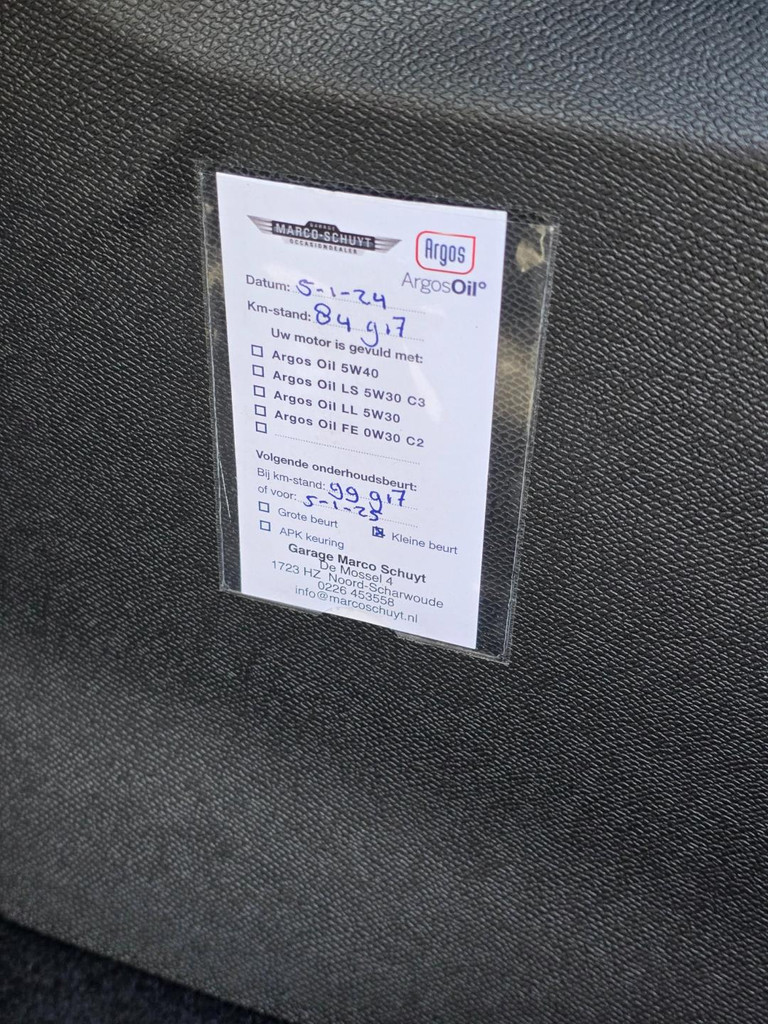 GARAGE
MARCO-SCHUYT
OCCASIONDEALER
Argos
ArgosOil°
Datum: 5-1-24
Km-stand: 84 917
Uw motor is gevuld met:
Argos Oil 5W40
Argos Oil LS 5W30 C3
Argos Oil LL 5W30
Argos Oil FE 0W30 C2
Volgende onderhoudsbeurt:
Bij km-stand: 99 917
of voor: 5-1-25
Grote beurt
Kleine beurt
APK keuring
Garage Marco Schuyt
De Mossel 4
1723 HZ Noord-Scharwoude
0226 453558
info@marcoschuyt.nl